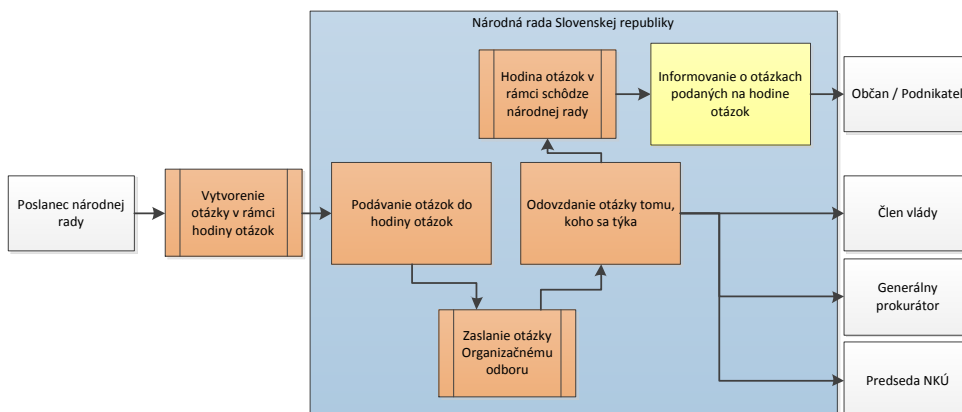 Národná rada Slovenskej republiky
Hodina otázok v
rámci schôdze
národnej rady
Informovanie o otázkach
podaných na hodine
otázok
Občan / Podnikateľ
Poslanec národnej
rady
Vytvorenie
otázky v rámci
hodiny otázok
Podávanie otázok do
hodiny otázok
Odovzdanie otázky tomu,
koho sa týka
Člen vlády
Generálny
prokurátor
Zaslanie otázky
Organizačnému
odboru
Predseda NKÚ